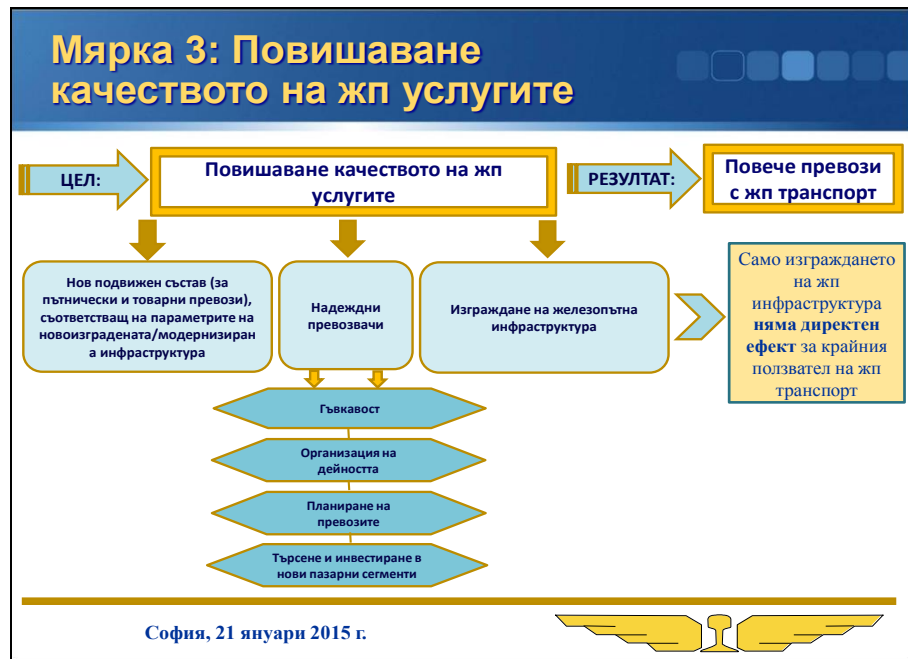 Мярка 3: Повишаване
качеството на жп услугите
ЦЕЛ:
Повишаване качеството на жп
услугите
РЕЗУЛТАТ:
Повече превози
с жп транспорт
Нов подвижен състав (за
пътнически и товарни превози),
съответстващ на параметрите на
новоизградената/модернизиран
а инфраструктура
Надеждни
превозвачи
Изграждане на железопътна
инфраструктура
Само изграждането
на жп
инфраструктура
няма директен
ефект за крайния
ползвател на жп
транспорт
Гъвкавост
Организация на
дейността
Планиране на
превозите
Търсене и инвестиране в
нови пазарни сегменти
София, 21 януари 2015 г.